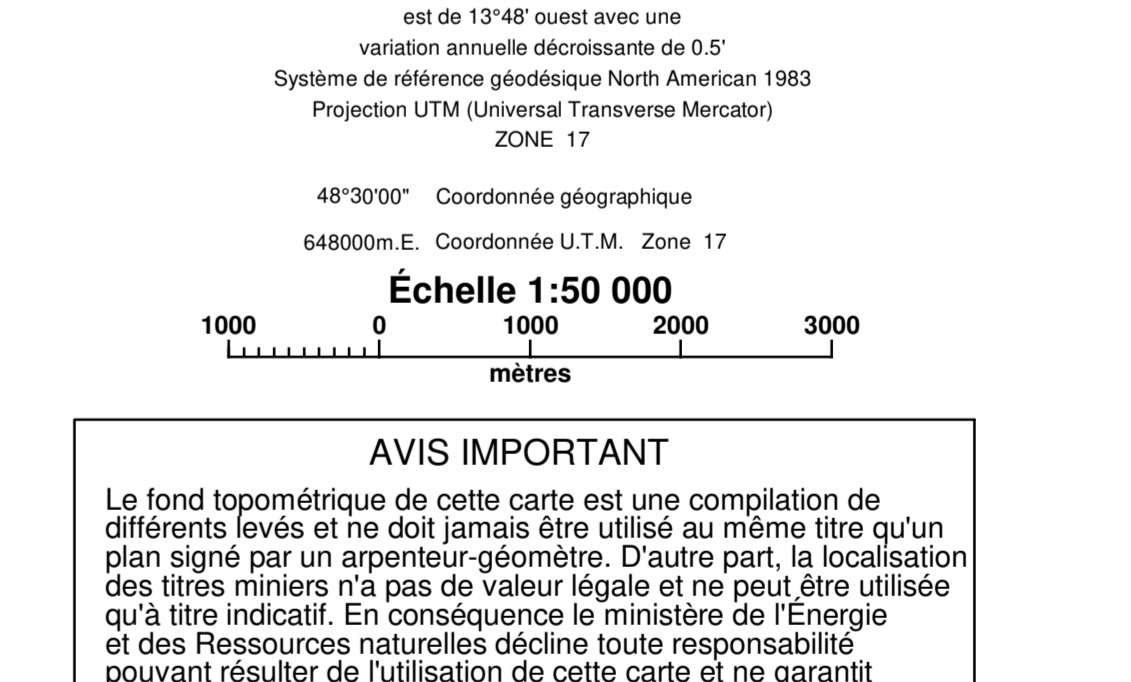 est de 13°48' ouest avec une
variation annuelle décroissante de 0.5'
Système de référence géodésique North American 1983
Projection UTM (Universal Transverse Mercator)
ZONE 17
48°30'00" Coordonnée géographique
648000m.E. Coordonnée U.T.M. Zone 17
Échelle 1:50 000
1000 0 1000 2000 3000
mètres
AVIS IMPORTANT
Le fond topométrique de cette carte est une compilation de
différents levés et ne doit jamais être utilisé au même titre qu'un
plan signé par un arpenteur-géomètre. D'autre part, la localisation
des titres miniers n'a pas de valeur légale et ne peut être utilisée
qu'à titre indicatif. En conséquence le ministère de l'Énergie
et des Ressources naturelles décline toute responsabilité
pouvant résulter de l'utilisation de cette carte et ne garantit